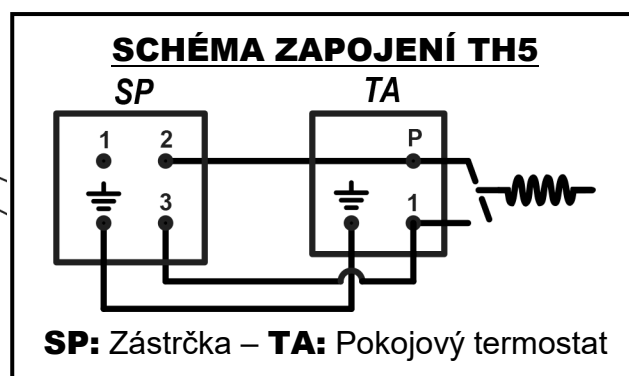 SCHÉMA ZAPOJENÍ TH5
SP TA
1 2 P
3 1
SP: Zástrčka – TA: Pokojový termostat